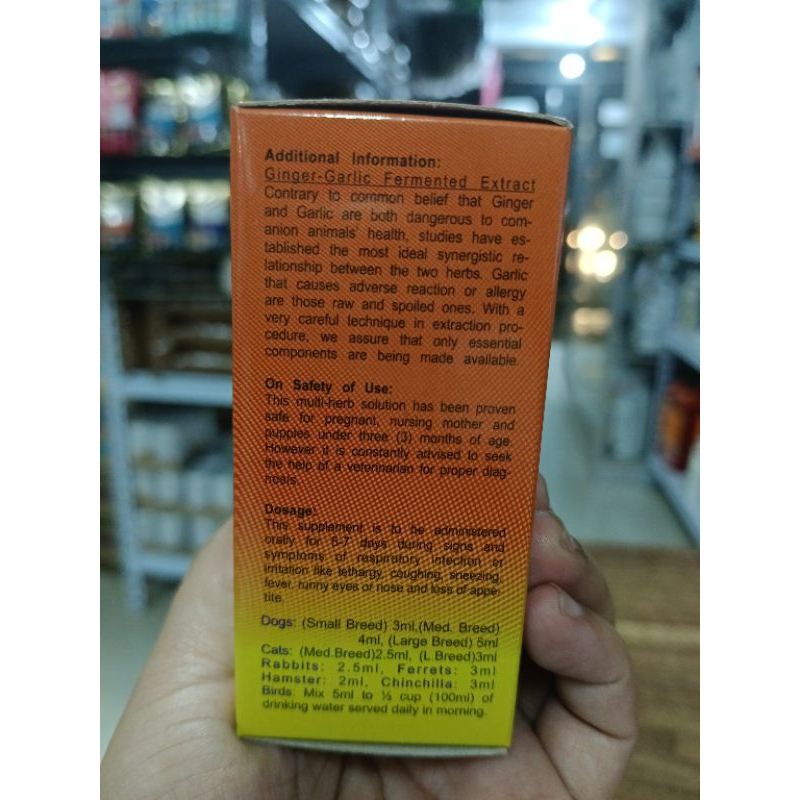 Additional Information:
Ginger-Garlic Fermented Extract
Contrary to common belief that Ginger
and Garlic are both dangerous to com-
anion animals' health, studies have es-
tablished the most ideal synergistic re-
lationship between the two herbs. Garlic
that causes adverse reaction or allergy
are those raw and spoiled ones. With a
very careful technique in extraction pro-
cedure, we assure that only essential
components are being made available.
On Safety of Use:
This multi-herb solution has been proven
safe for pregnant, nursing mother and
puppies under three (3) months of age.
However it is constantly advised to seek
the help of a veterinarian for proper diag-
nosis.
Dosage:
This supplement is to be administered
orally for 5-7 days during signs and
symptoms of respiratory infection or
irritation like lethargy, coughing, sneezing,
fever, runny eyes or nose and loss of appe-
tite.
Dogs: (Small Breed) 3ml,(Med. Breed)
4ml, (Large Breed) 5ml
Cats: (Med.Breed)2.5ml, (L.Breed)3ml
Rabbits: 2.5ml, Ferrets: 3ml
Hamster: 2ml, Chinchilla: 3ml
Birds: Mix 5ml to ½ cup (100ml) of
drinking water served daily in morning.